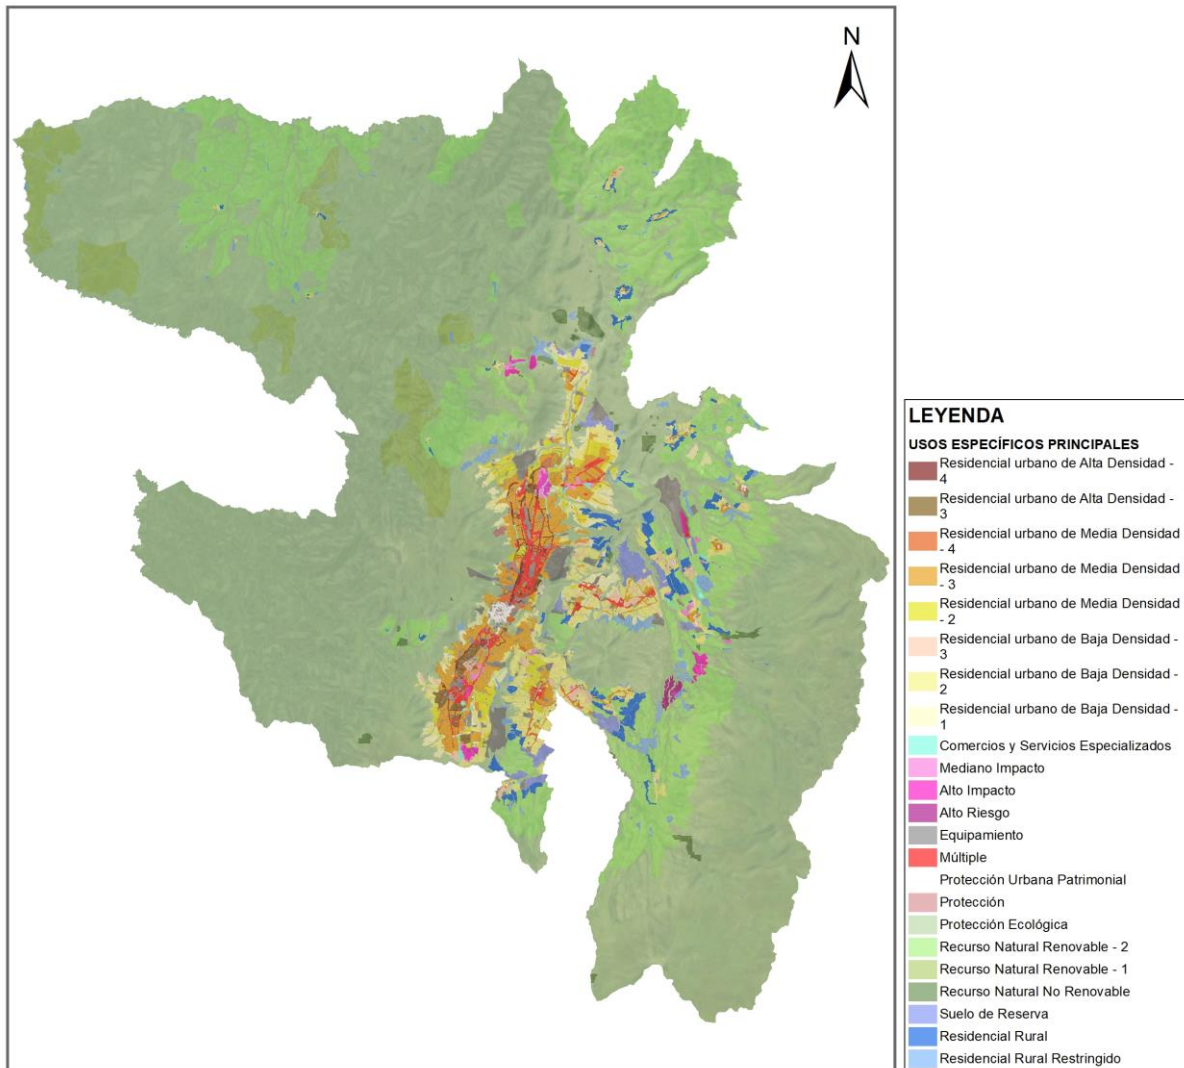 N
LEYENDA
USOS ESPECÍFICOS PRINCIPALES
Residencial urbano de Alta Densidad -
4
Residencial urbano de Alta Densidad -
3
Residencial urbano de Media Densidad
- 4
Residencial urbano de Media Densidad
- 3
Residencial urbano de Media Densidad
- 2
Residencial urbano de Baja Densidad -
3
Residencial urbano de Baja Densidad -
2
Residencial urbano de Baja Densidad -
1
Comercios y Servicios Especializados
Mediano Impacto
Alto Impacto
Alto Riesgo
Equipamiento
Múltiple
Protección Urbana Patrimonial
Protección
Protección Ecológica
Recurso Natural Renovable - 2
Recurso Natural Renovable - 1
Recurso Natural No Renovable
Suelo de Reserva
Residencial Rural
Residencial Rural Restringido